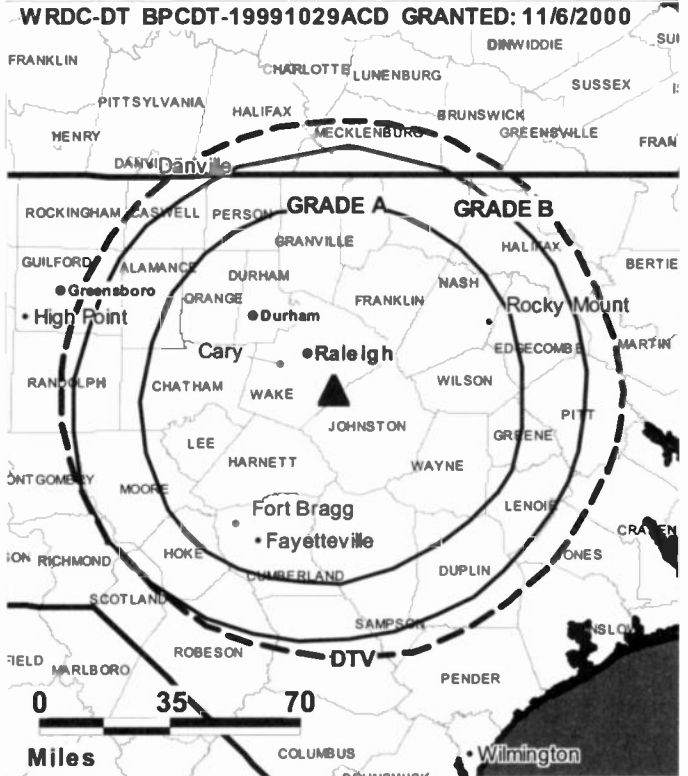 WRDC-DT BPCDT-19991029ACD GRANTED: 11/6/2000
DINWIDDIE
FRANKLIN
CHARLOTTE LUNENBURG
SUSSEX
PITTSYLVANIA
HALIFAX
BRUNSWICK
HENRY
MECKLENBURG
GREENSVILLE
Danville
ROCKINGHAM CASWELL PERSON GRADE A GRADE B
GRANVILLE
HALIFAX
GUILFORD
ALAMANCE
DURHAM
BERTIE
NASH
Greensboro
ORANGE
FRANKLIN
Rocky Mount
High Point
Durham
MARTIN
EDGECOMBE
Cary
Raleigh
RANDOLPH
CHATHAM
WAKE
WILSON
PITT
JOHNSTON
LEE
GREENE
HARNETT
WAYNE
MOORE
LENOIR
Fort Bragg
Fayetteville
HOKE
RICHMOND
CUMBERLAND
DUPLIN
SCOTLAND
SAMPSON
ROBESON
DTV
MARLBORO
PENDER
0 35 70
Miles
COLUMBUS
Wilmington